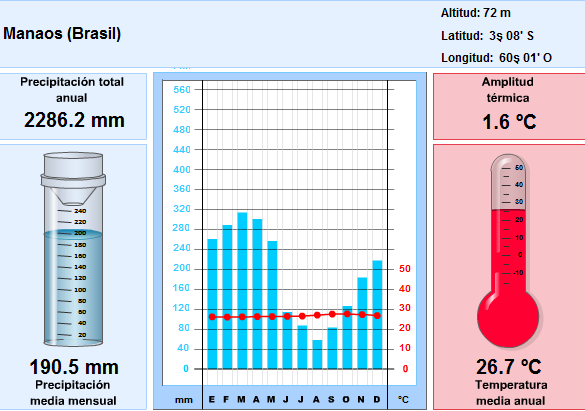 Manaos (Brasil)
Altitud: 72 m
Latitud: 3ş 08' S
Longitud: 60ş 01' O
Precipitación total
anual
2286.2 mm
240
220
200
180
160
140
120
100
80
60
40
20
190.5 mm
Precipitación
media mensual
560
520
480
440
400
360
320
280
240
200
160
120
80
40
0
50
40
30
20
10
0
mm E F M A M J J A S O N D °C
Amplitud
térmica
1.6 ºC
50
40
30
20
10
0
-10
26.7 ºC
Temperatura
media anual